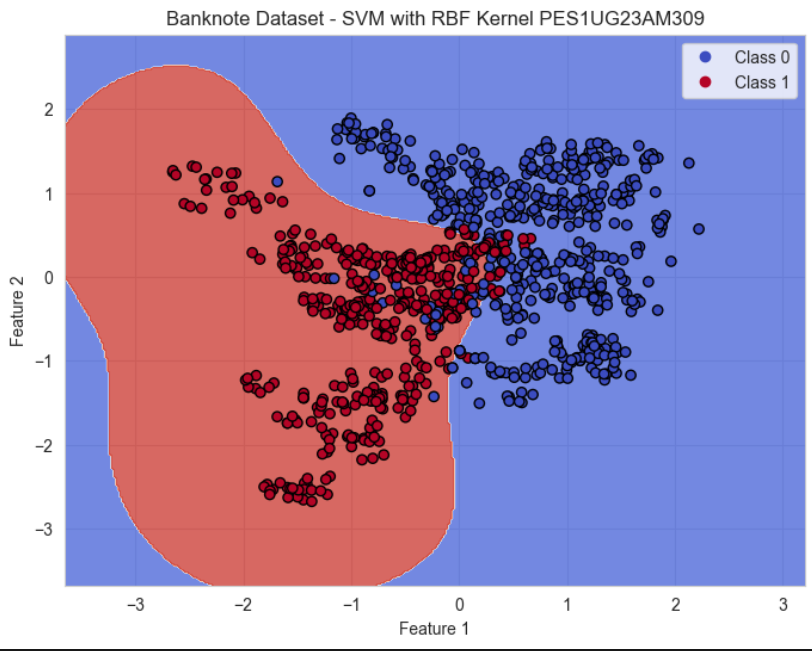 Banknote Dataset - SVM with RBF Kernel PES1UG23AM309
Class 0
Class 1
2
1
0
−1
−2
−3
Feature 2
−3
−2
−1
0
1
2
3
Feature 1